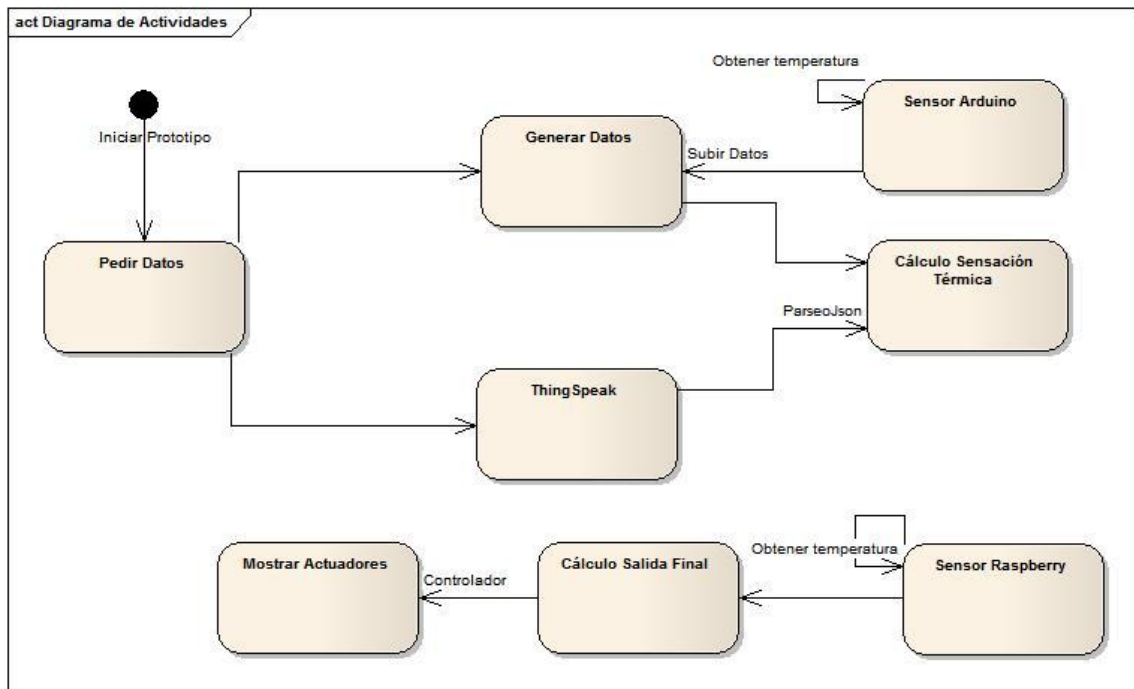 act Diagrama de Actividades
Obtener temperatura
Sensor Arduino
Iniciar Prototipo
Generar Datos
Subir Datos
Pedir Datos
Cálculo Sensación
Térmica
ParseoJson
ThingSpeak
Mostrar Actuadores
Controlador
Cálculo Salida Final
Obtener temperatura
Sensor Raspberry